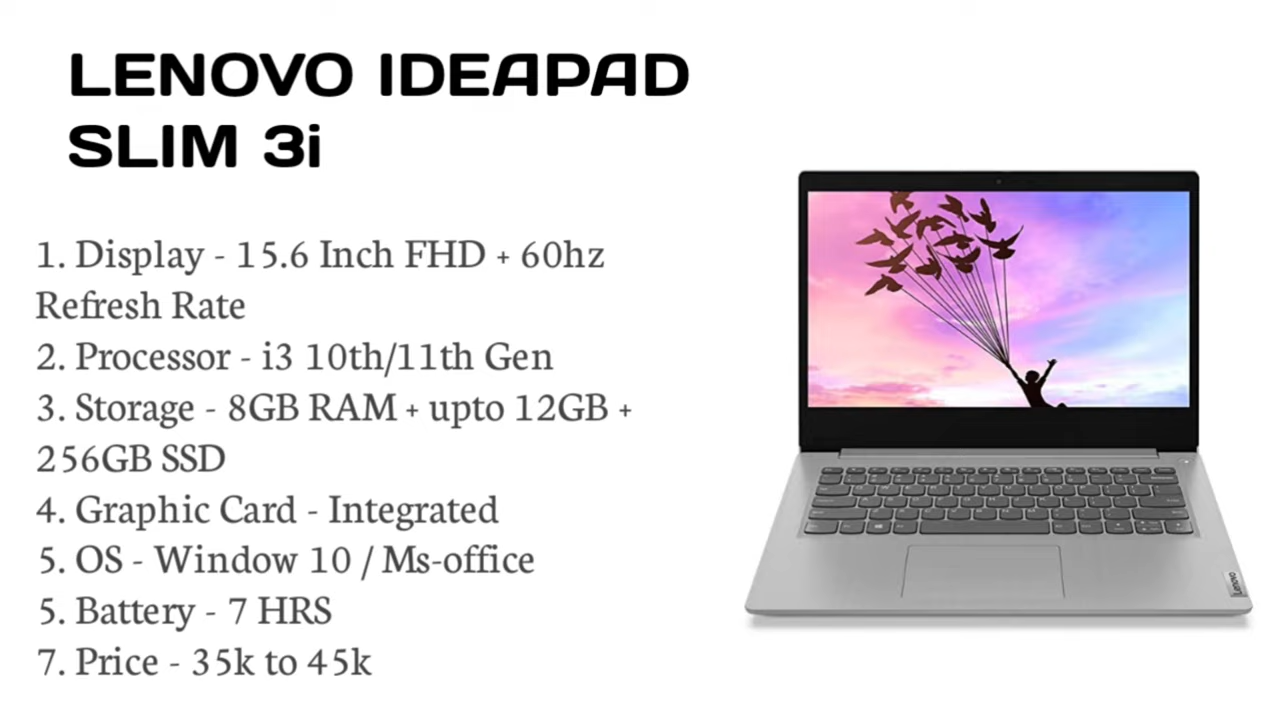 LENOVO IDEAPAD
SLIM 3i
1. Display - 15.6 Inch FHD + 60hz
Refresh Rate
2. Processor - i3 10th/11th Gen
3. Storage - 8GB RAM + upto 12GB +
256GB SSD
4. Graphic Card - Integrated
5. OS - Window 10 / Ms-office
5. Battery - 7 HRS
7. Price - 35k to 45k
Lenovo